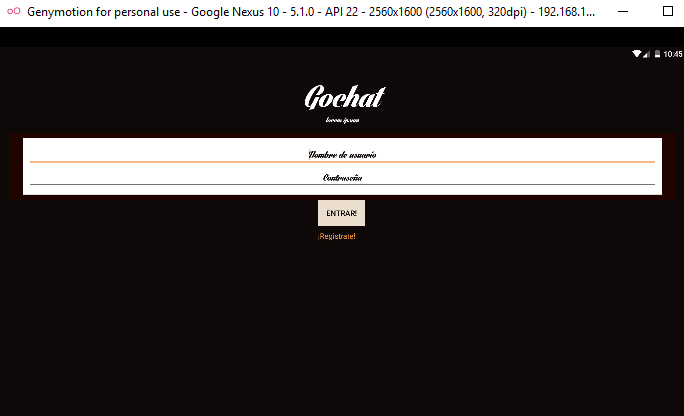 Genymotion for personal use - Google Nexus 10 - 5.1.0 - API 22 - 2560x1600 (2560x1600, 320dpi) - 192.168.1...
10:45
Gochat
lorem ipsum
Nombre de usuario
Contraseña
ENTRAR!
¡Registrate!